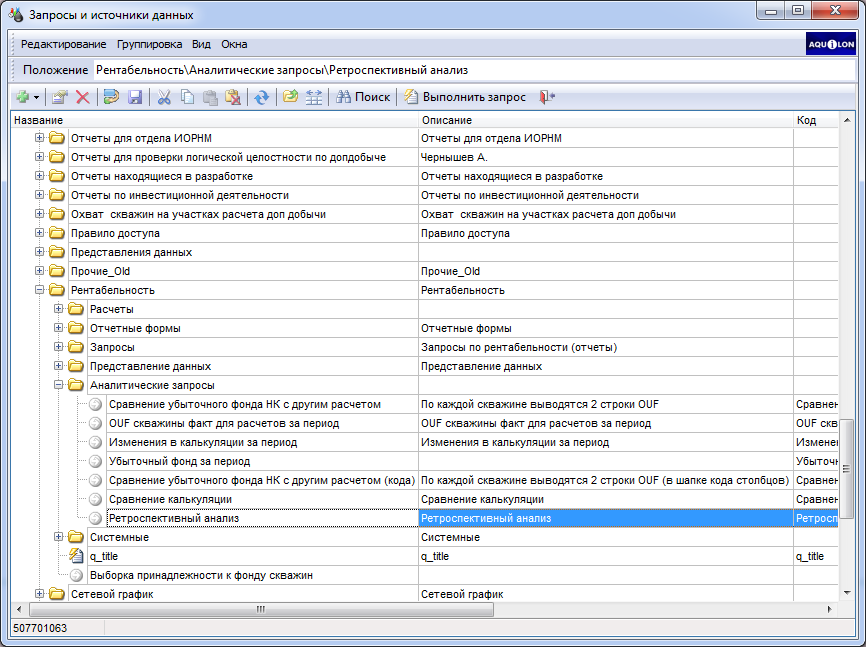 Запросы и источники данных
Редактирование Группировка Вид Окна
AQUILON
Положение Рентабельность\Аналитические запросы\Ретроспективный анализ
Поиск Выполнить запрос
Название Описание Код
Отчеты для отдела ИОРНМ Отчеты для отдела ИОРНМ
Отчеты для проверки логической целостности по допдобыче Чернышев А.
Отчеты находящиеся в разработке Отчеты находящиеся в разработке
Отчеты по инвестиционной деятельности Отчеты по инвестиционной деятельности
Охват скважин на участках расчета доп добычи Охват скважин на участках расчета доп добычи
Правило доступа Правило доступа
Представления данных
Прочие_Old Прочие_Old
Рентабельность Рентабельность
Расчеты
Отчетные формы Отчетные формы
Запросы Запросы по рентабельности (отчеты)
Представление данных Представление данных
Аналитические запросы
Сравнение убыточного фонда НК с другим расчетом По каждой скважине выводятся 2 строки OUF Сравнен
OUF скважины факт для расчетов за период OUF скважины факт для расчетов за период OUF скв
Изменения в калькуляции за период Изменения в калькуляции за период Изменен
Убыточный фонд за период Убыточн
Сравнение убыточного фонда НК с другим расчетом (кода) По каждой скважине выводятся 2 строки OUF (в шапке кода столбцов) Сравнен
Сравнение калькуляции Сравнение калькуляции Сравнен
Ретроспективный анализ Ретроспективный анализ Ретросп
Системные Системные
q_title q_title q_title
Выборка принадлежности к фонду скважин
Сетевой график Сетевой график
507701063